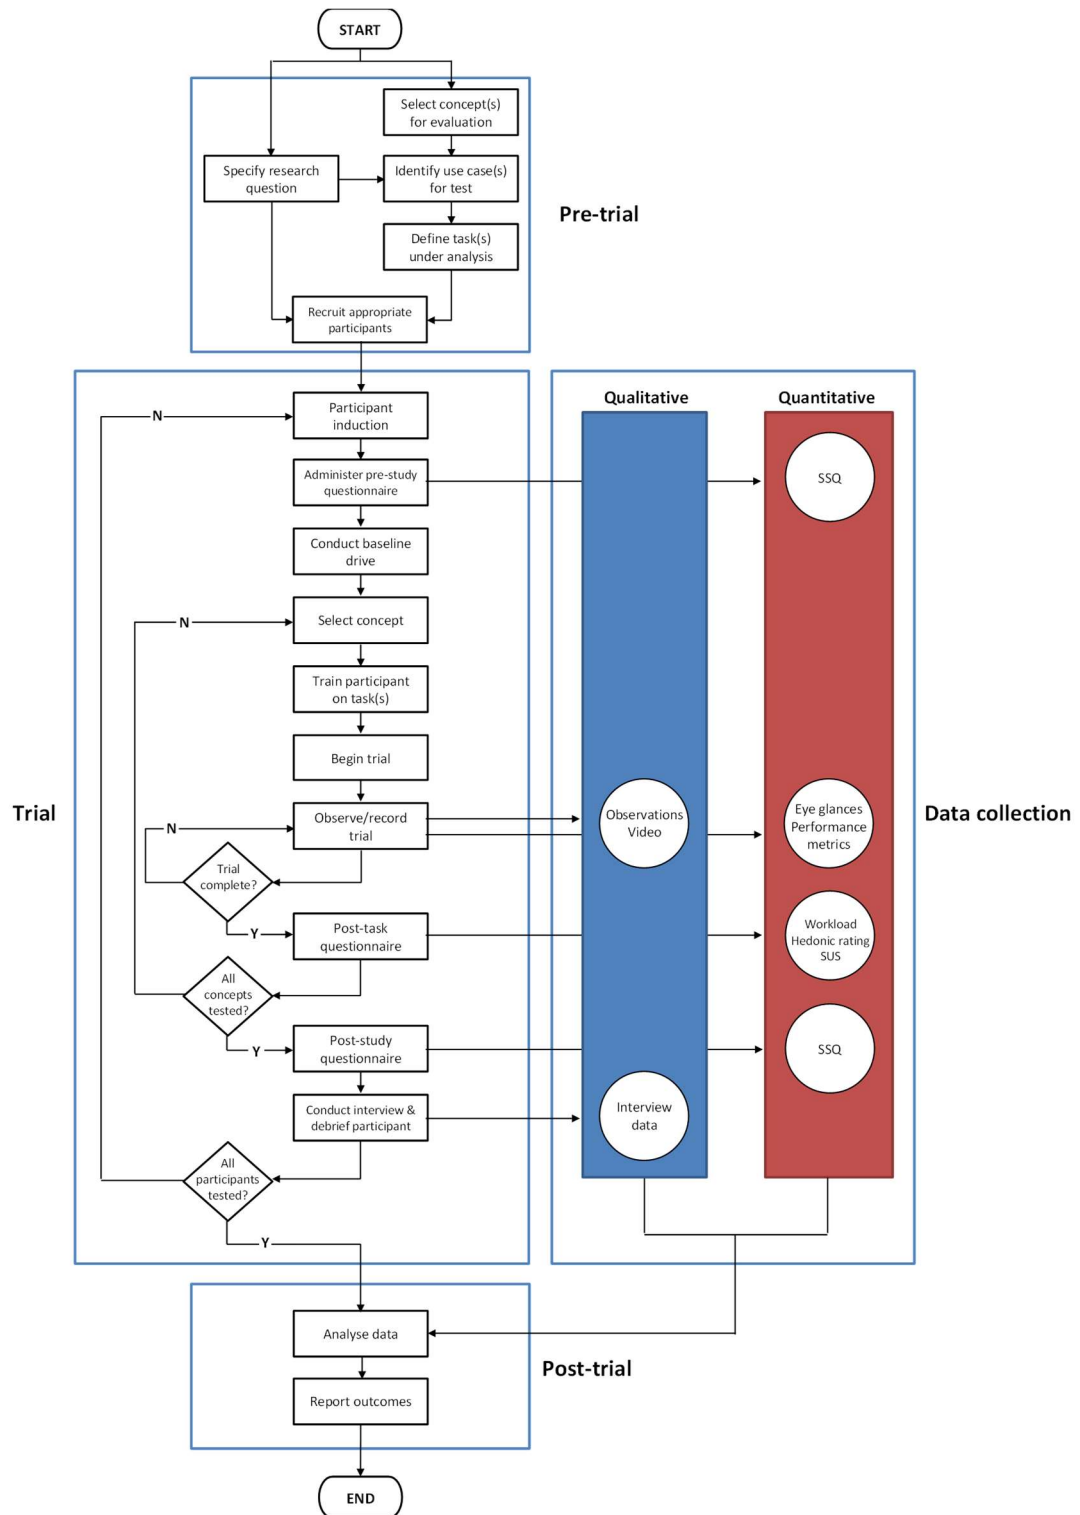 START
Select concept(s)
for evaluation
Specify research
question
Identify use case(s)
for test
Define task(s)
under analysis
Recruit appropriate
participants
Pre-trial
Trial
N
Participant
induction
Administer pre-study
questionnaire
Conduct baseline
drive
N
Select concept
Train participant
on task(s)
Begin trial
N
Observe/record
trial
Trial
complete?
Y
Post-task
questionnaire
All
concepts
tested?
Y
Post-study
questionnaire
Conduct interview &
debrief participant
All
participants
tested?
Y
Data collection
Qualitative
Observations
Video
Interview
data
Quantitative
SSQ
Eye glances
Performance
metrics
Workload
Hedonic rating
SUS
SSQ
Post-trial
Analyse data
Report outcomes
END